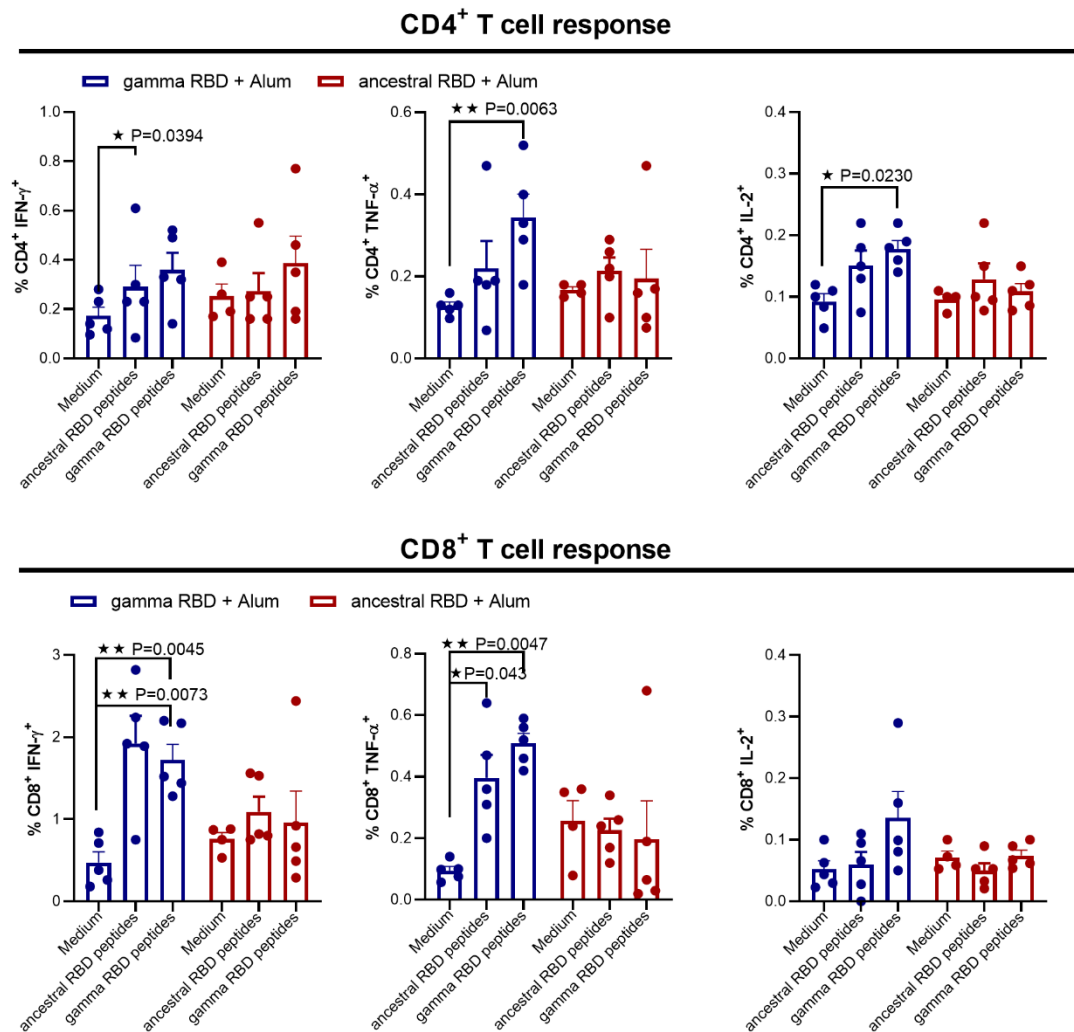 CD4⁺ T cell response
gamma RBD + Alum ancestral RBD + Alum
% CD4⁺ IFN-γ⁺
1.0
0.8
0.6
0.4
0.2
0.0
★ P=0.0394
Medium
ancestral RBD peptides
gamma RBD peptides
Medium
ancestral RBD peptides
gamma RBD peptides
% CD4⁺ TNF-α⁺
0.6
0.4
0.2
0.0
★★ P=0.0063
Medium
ancestral RBD peptides
gamma RBD peptides
Medium
ancestral RBD peptides
gamma RBD peptides
% CD4⁺ IL-2⁺
0.4
0.3
0.2
0.1
0.0
★ P=0.0230
Medium
ancestral RBD peptides
gamma RBD peptides
Medium
ancestral RBD peptides
gamma RBD peptides
CD8⁺ T cell response
gamma RBD + Alum ancestral RBD + Alum
% CD8⁺ IFN-γ⁺
3
2
1
0
★★ P=0.0045
★★ P=0.0073
Medium
ancestral RBD peptides
gamma RBD peptides
Medium
ancestral RBD peptides
gamma RBD peptides
% CD8⁺ TNF-α⁺
0.8
0.6
0.4
0.2
0.0
★★ P=0.0047
★P=0.043
Medium
ancestral RBD peptides
gamma RBD peptides
Medium
ancestral RBD peptides
gamma RBD peptides
% CD8⁺ IL-2⁺
0.4
0.3
0.2
0.1
0.0
Medium
ancestral RBD peptides
gamma RBD peptides
Medium
ancestral RBD peptides
gamma RBD peptides